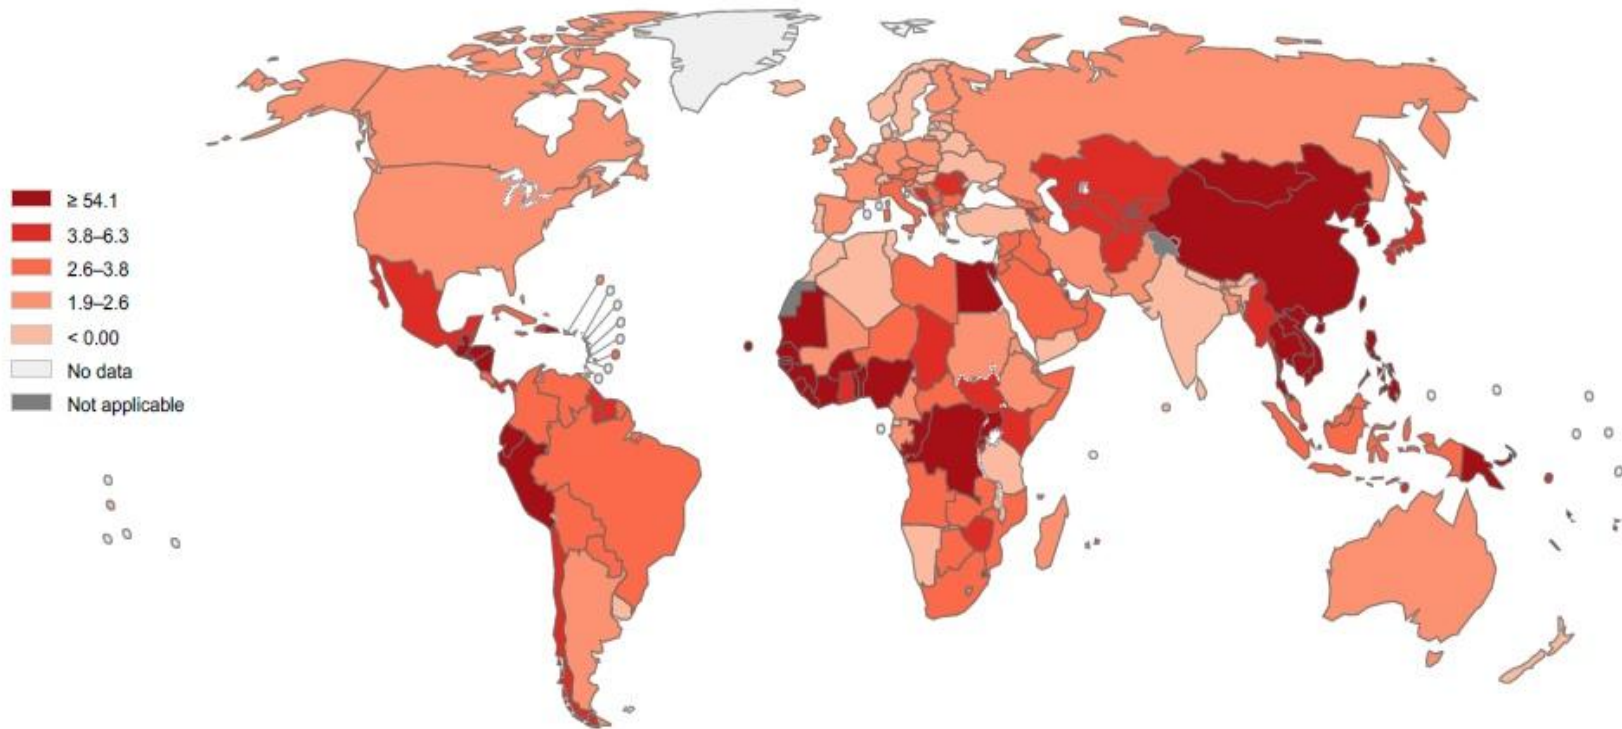 ≥ 54.1
3.8–6.3
2.6–3.8
1.9–2.6
< 0.00
No data
Not applicable